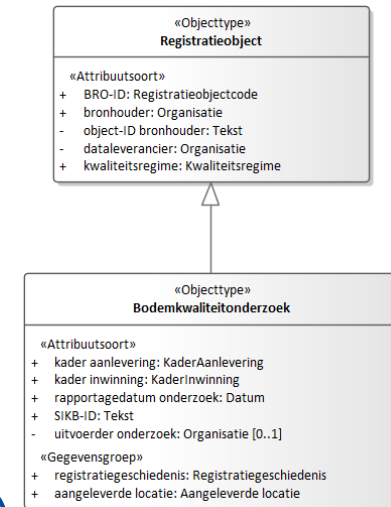 «Objecttype»
Registratieobject
«Attribuutsoort»
+ BRO-ID: Registratieobjectcode
+ bronhouder: Organisatie
- object-ID bronhouder: Tekst
- dataleverancier: Organisatie
+ kwaliteitsregime: Kwaliteitsregime
«Objecttype»
Bodemkwaliteitonderzoek
«Attribuutsoort»
+ kader aanlevering: KaderAanlevering
+ kader inwinning: KaderInwinning
+ rapportagedatum onderzoek: Datum
+ SIKB-ID: Tekst
- uitvoerder onderzoek: Organisatie [0..1]
«Gegevensgroep»
+ registratiegeschiedenis: Registratiegeschiedenis
+ aangeleverde locatie: Aangeleverde locatie